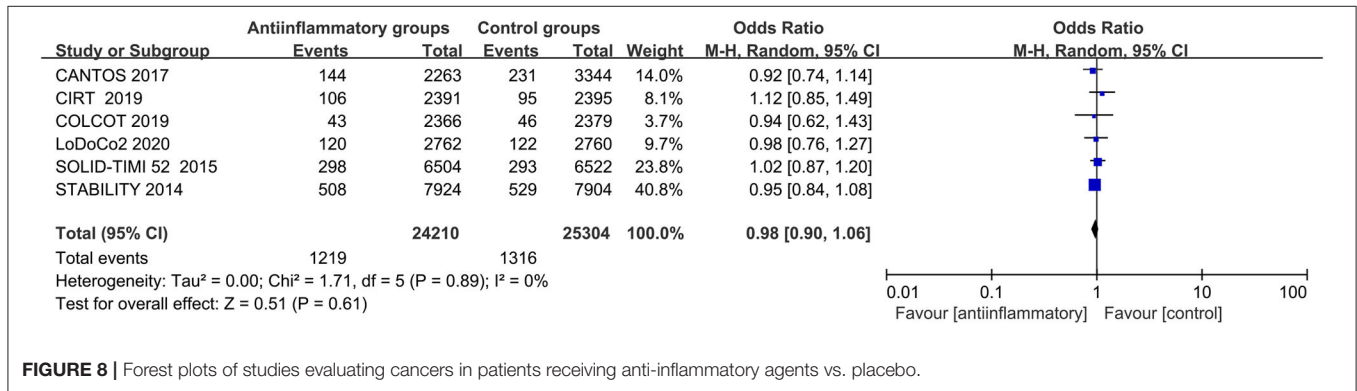 Antiinflammatory groups Control groups Odds Ratio Odds Ratio
Study or Subgroup Events Total Events Total Weight M-H, Random, 95% CI M-H, Random, 95% CI
CANTOS 2017 144 2263 231 3344 14.0% 0.92 [0.74, 1.14]
CIRT 2019 106 2391 95 2395 8.1% 1.12 [0.85, 1.49]
COLCOT 2019 43 2366 46 2379 3.7% 0.94 [0.62, 1.43]
LoDoCo2 2020 120 2762 122 2760 9.7% 0.98 [0.76, 1.27]
SOLID-TIMI 52 2015 298 6504 293 6522 23.8% 1.02 [0.87, 1.20]
STABILITY 2014 508 7924 529 7904 40.8% 0.95 [0.84, 1.08]
Total (95% CI) 24210 25304 100.0% 0.98 [0.90, 1.06]
Total events 1219 1316
Heterogeneity: Tau² = 0.00; Chi² = 1.71, df = 5 (P = 0.89); I² = 0%
Test for overall effect: Z = 0.51 (P = 0.61)
0.01 0.1 1 10 100
Favour [antiinflammatory] Favour [control]
FIGURE 8 | Forest plots of studies evaluating cancers in patients receiving anti-inflammatory agents vs. placebo.